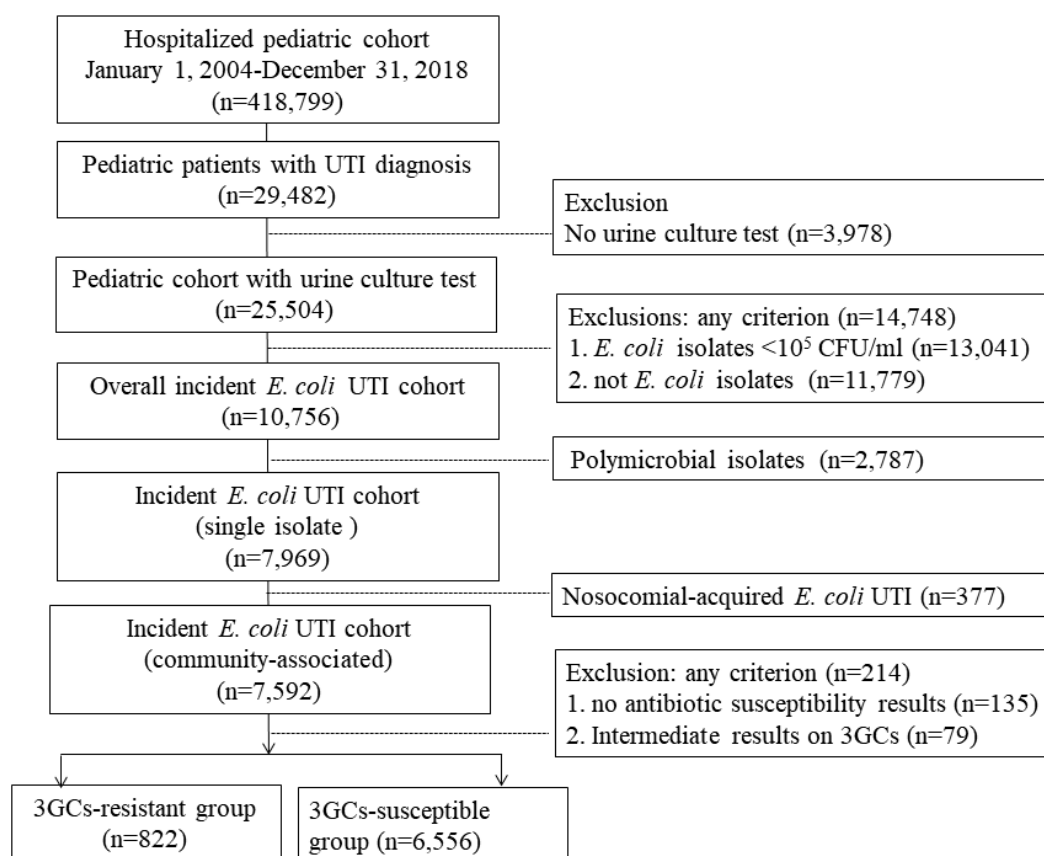 Hospitalized pediatric cohort
January 1, 2004-December 31, 2018
(n=418,799)
Pediatric patients with UTI diagnosis
(n=29,482)
Exclusion
No urine culture test (n=3,978)
Pediatric cohort with urine culture test
(n=25,504)
Exclusions: any criterion (n=14,748)
1. E. coli isolates <10⁵ CFU/ml (n=13,041)
2. not E. coli isolates (n=11,779)
Overall incident E. coli UTI cohort
(n=10,756)
Polymicrobial isolates (n=2,787)
Incident E. coli UTI cohort
(single isolate )
(n=7,969)
Nosocomial-acquired E. coli UTI (n=377)
Incident E. coli UTI cohort
(community-associated)
(n=7,592)
Exclusion: any criterion (n=214)
1. no antibiotic susceptibility results (n=135)
2. Intermediate results on 3GCs (n=79)
3GCs-resistant group
(n=822)
3GCs-susceptible
group (n=6,556)